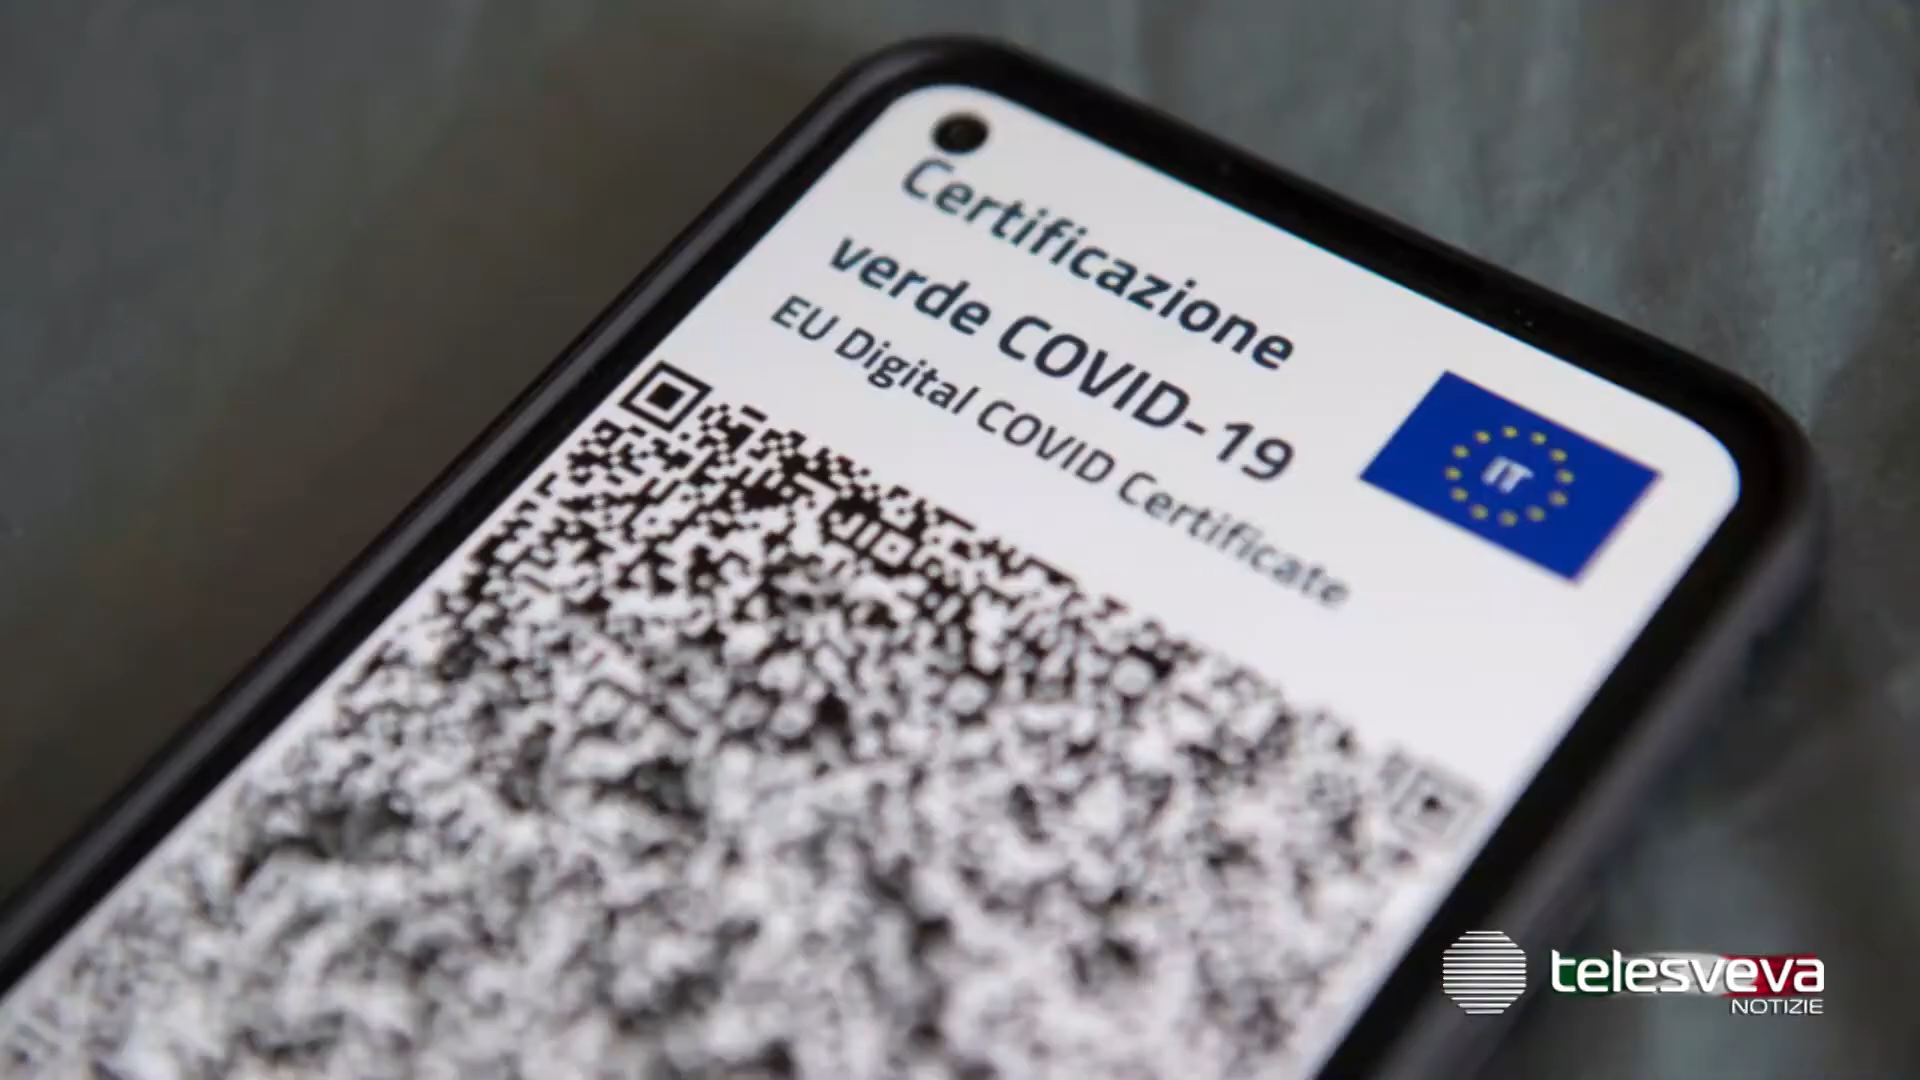 Certificazione
verde COVID-19
EU Digital COVID Certificate
IT
telesveva
NOTIZIE